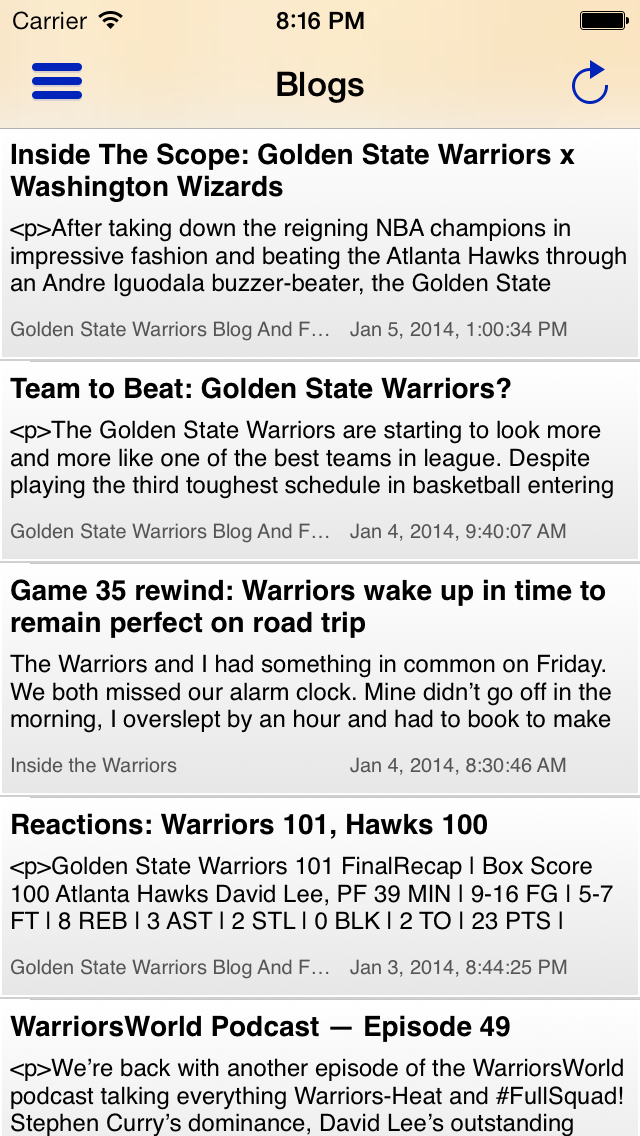 Carrier 8:16 PM
Blogs
Inside The Scope: Golden State Warriors x
Washington Wizards
<p>After taking down the reigning NBA champions in
impressive fashion and beating the Atlanta Hawks through
an Andre Iguodala buzzer-beater, the Golden State
Golden State Warriors Blog And F... Jan 5, 2014, 1:00:34 PM
Team to Beat: Golden State Warriors?
<p>The Golden State Warriors are starting to look more
and more like one of the best teams in league. Despite
playing the third toughest schedule in basketball entering
Golden State Warriors Blog And F... Jan 4, 2014, 9:40:07 AM
Game 35 rewind: Warriors wake up in time to
remain perfect on road trip
The Warriors and I had something in common on Friday.
We both missed our alarm clock. Mine didn’t go off in the
morning, I overslept by an hour and had to book to make
Inside the Warriors Jan 4, 2014, 8:30:46 AM
Reactions: Warriors 101, Hawks 100
<p>Golden State Warriors 101 FinalRecap | Box Score
100 Atlanta Hawks David Lee, PF 39 MIN | 9-16 FG | 5-7
FT | 8 REB | 3 AST | 2 STL | 0 BLK | 2 TO | 23 PTS |
Golden State Warriors Blog And F... Jan 3, 2014, 8:44:25 PM
WarriorsWorld Podcast — Episode 49
<p>We’re back with another episode of the WarriorsWorld
podcast talking everything Warriors-Heat and #FullSquad!
Stephen Curry’s dominance, David Lee’s outstanding